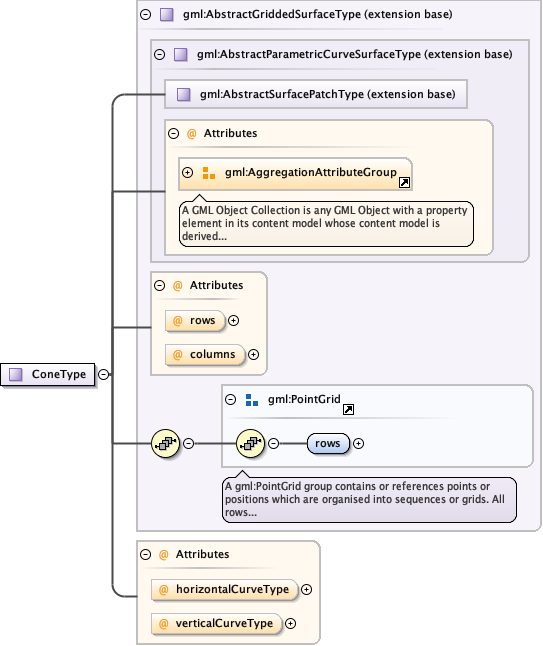 gml:AbstractGriddedSurfaceType (extension base)
gml:AbstractParametricCurveSurfaceType (extension base)
gml:AbstractSurfacePatchType (extension base)
@ Attributes
gml:AggregationAttributeGroup
A GML Object Collection is any GML Object with a property
element in its content model whose content model is
derived...
@ Attributes
@ rows
@ columns
ConeType
gml:PointGrid
rows
A gml:PointGrid group contains or references points or
positions which are organised into sequences or grids. All
rows...
@ Attributes
@ horizontalCurveType
@ verticalCurveType